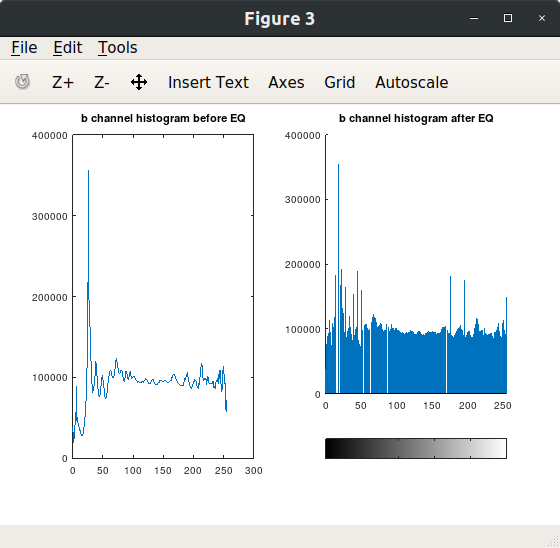 Figure 3
File Edit Tools
Z+ Z- Insert Text Axes Grid Autoscale
b channel histogram before EQ
400000
300000
200000
100000
0
0 50 100 150 200 250 300
b channel histogram after EQ
400000
300000
200000
100000
0
0 50 100 150 200 250